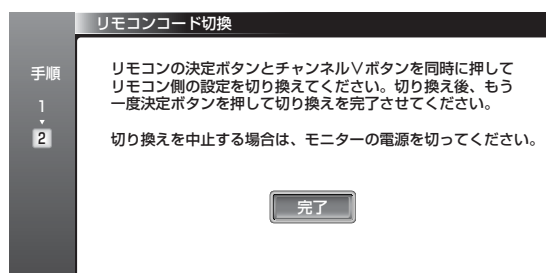 リモコンコード切換
手順
1
2
リモコンの決定ボタンとチャンネル∨ボタンを同時に押して
リモコン側の設定を切り換えてください。切り換え後、もう
一度決定ボタンを押して切り換えを完了させてください。
切り換えを中止する場合は、モニターの電源を切ってください。
完了